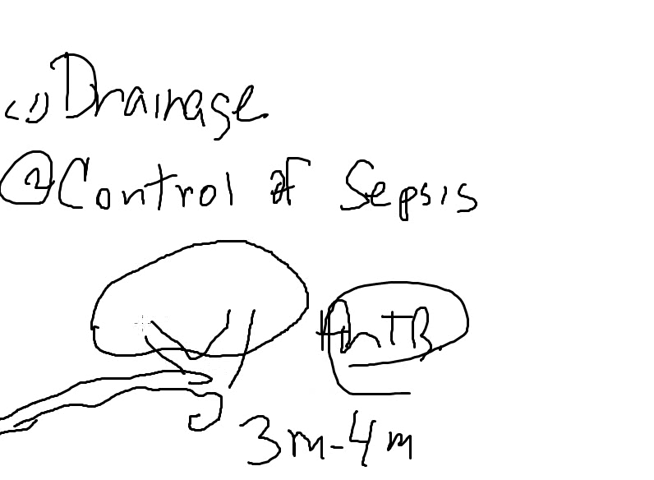 (1) Drainage
② Control of Sepsis
AnTB
3m-4m